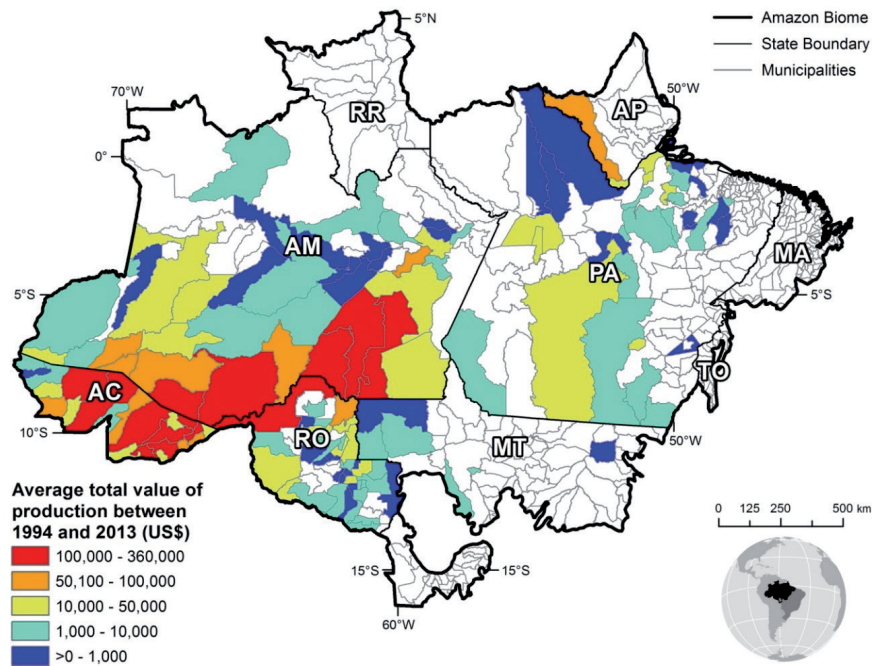 5°N
Amazon Biome
State Boundary
Municipalities
70°W
50°W
RR
AP
0°
AM
PA
MA
5°S
5°S
TO
AC
10°S
RO
MT
50°W
Average total value of
production between
1994 and 2013 (US$)
100,000 - 360,000
50,100 - 100,000
10,000 - 50,000
1,000 - 10,000
>0 - 1,000
15°S
15°S
60°W
0 125 250 500 km